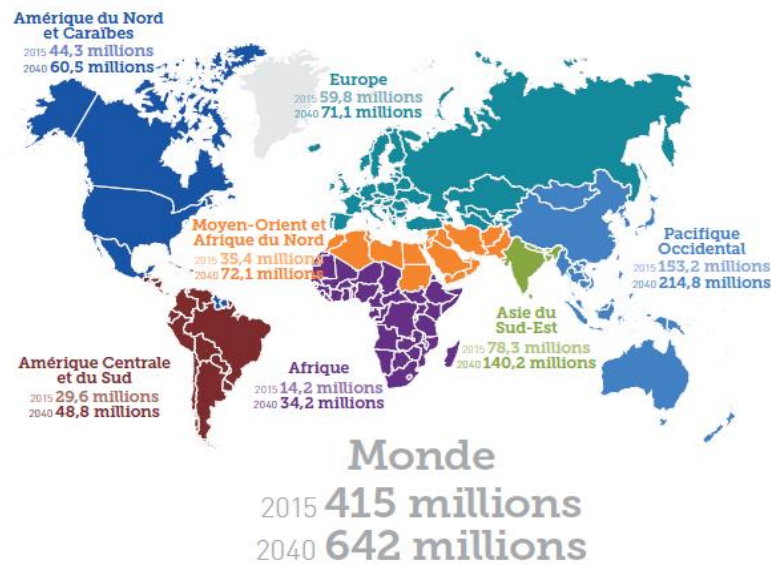 Amérique du Nord
et Caraïbes
2015 44,3 millions
2040 60,5 millions
Europe
2015 59,8 millions
2040 71,1 millions
Moyen-Orient et
Afrique du Nord
2015 35,4 millions
2040 72,1 millions
Pacifique
Occidental
2015 153,2 millions
2040 214,8 millions
Asie du
Sud-Est
2015 78,3 millions
2040 140,2 millions
Amérique Centrale
et du Sud
2015 29,6 millions
2040 48,8 millions
Afrique
2015 14,2 millions
2040 34,2 millions
Monde
2015 415 millions
2040 642 millions